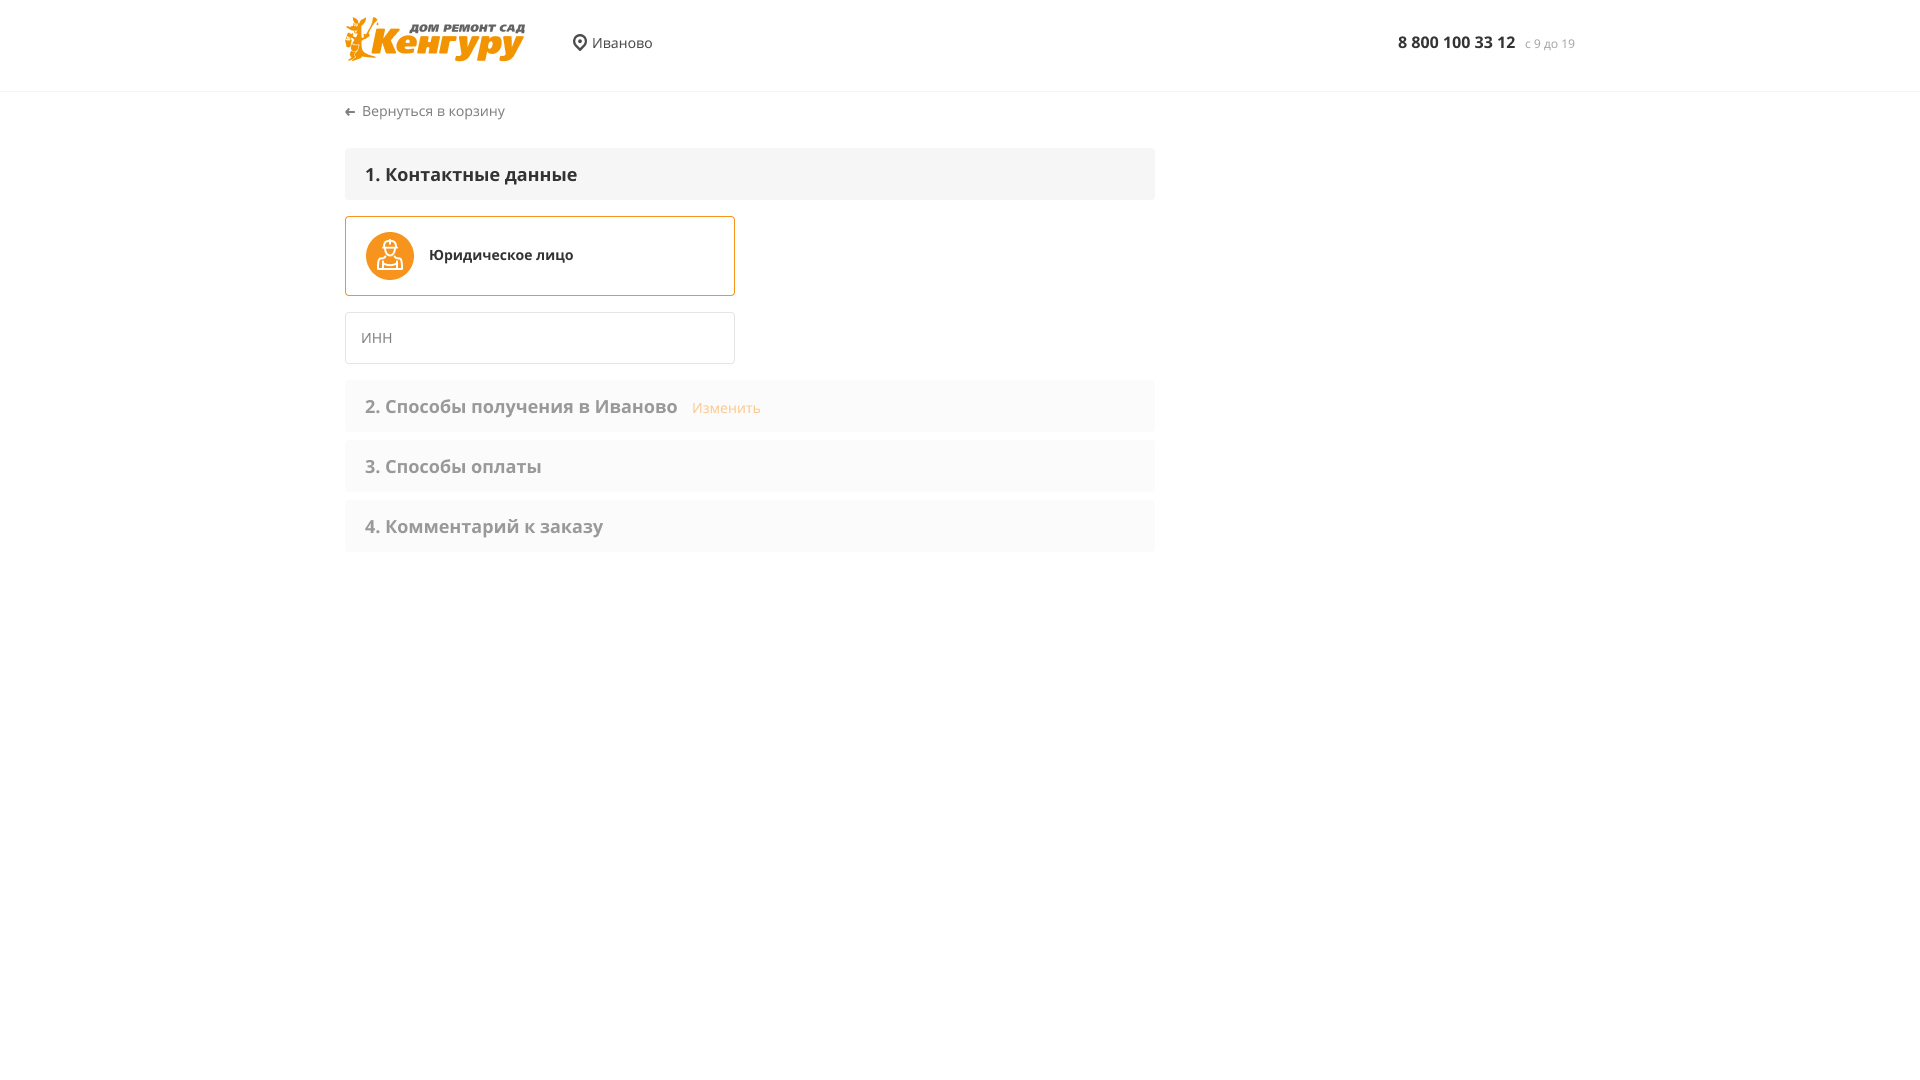 ДОМ РЕМОНТ САД
Кенгуру
Иваново
8 800 100 33 12 с 9 до 19
Вернуться в корзину
1. Контактные данные
Юридическое лицо
ИНН
2. Способы получения в Иваново Изменить
3. Способы оплаты
4. Комментарий к заказу